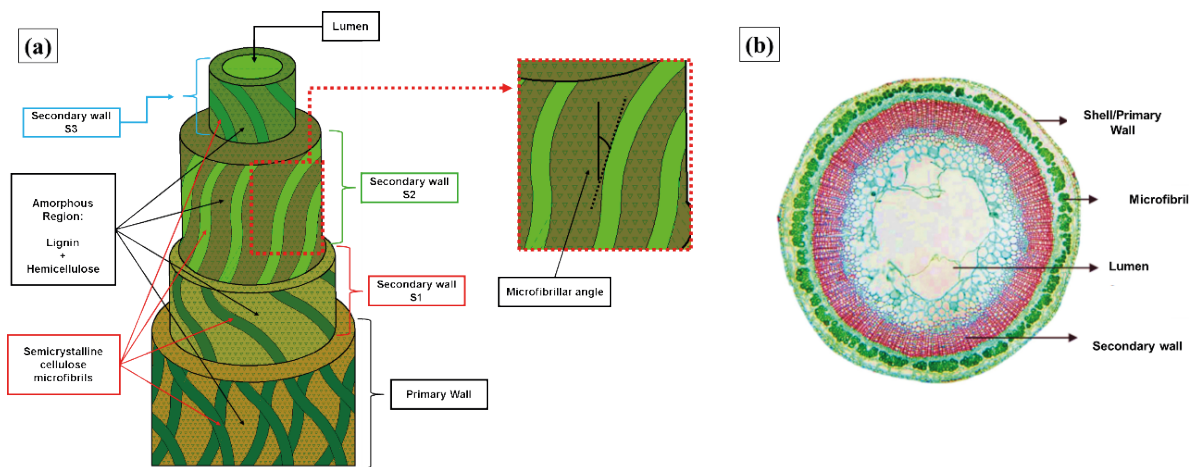 (a)
Lumen
Secondary wall
S3
Amorphous
Region:
Lignin
+
Hemicellulose
Semicrystalline
cellulose
microfibrils
Secondary wall
S2
Secondary wall
S1
Primary Wall
Microfibrillar angle
(b)
Shell/Primary
Wall
Microfibril
Lumen
Secondary wall